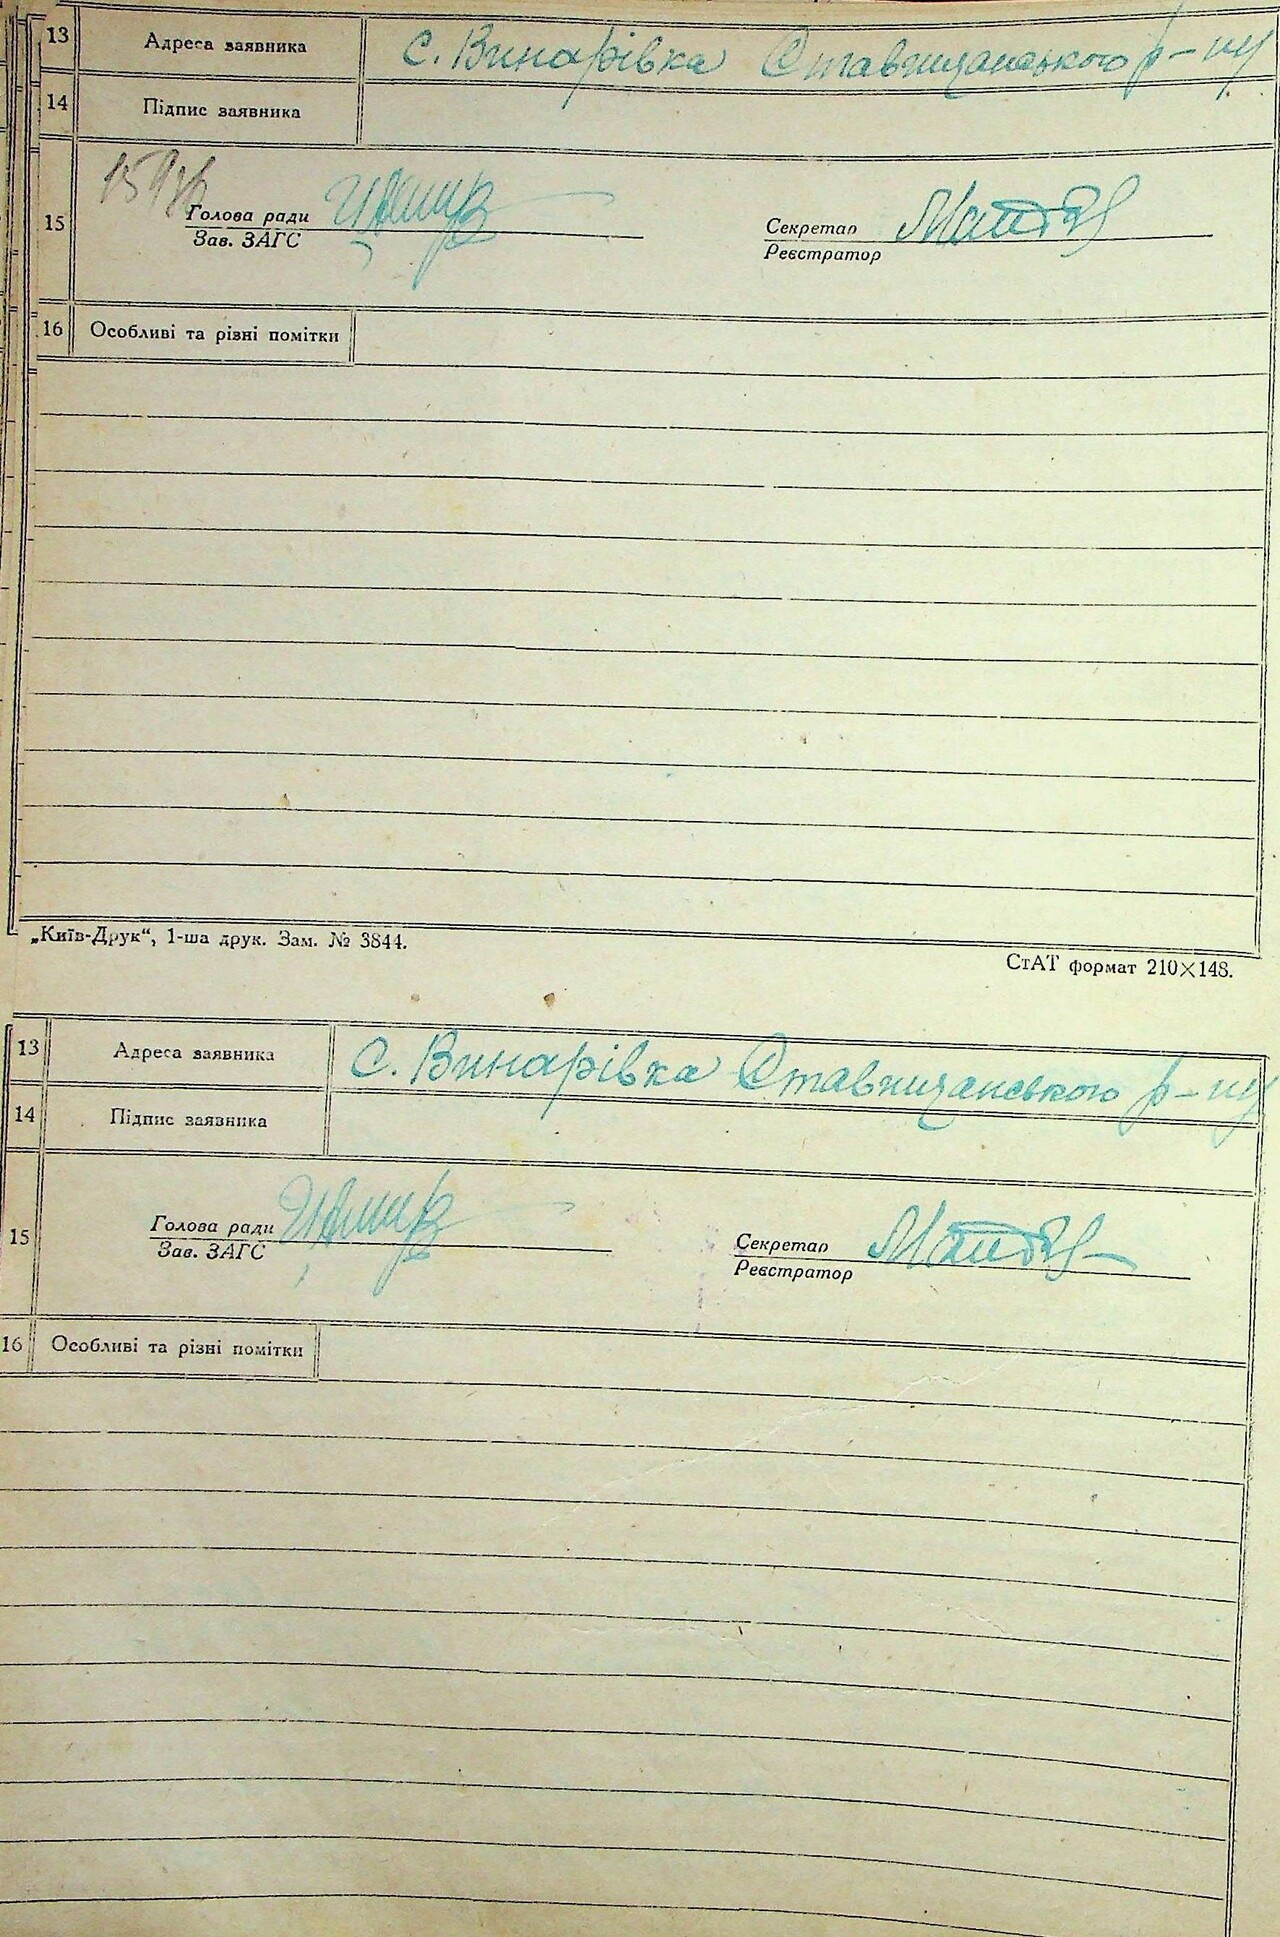 13 Адреса заявника с. Винарівка Ставищанського р-ну
14 Підпис заявника
15 Голова ради Секретар
Зав. ЗАГС Реєстратор
16 Особливі та різні помітки
„Київ-Друк“, 1-ша друк. Зам. № 3844.
СтАТ формат 210×148.
13 Адреса заявника с. Винарівка Ставищанського р-ну
14 Підпис заявника
15 Голова ради Секретар
Зав. ЗАГС Реєстратор
16 Особливі та різні помітки